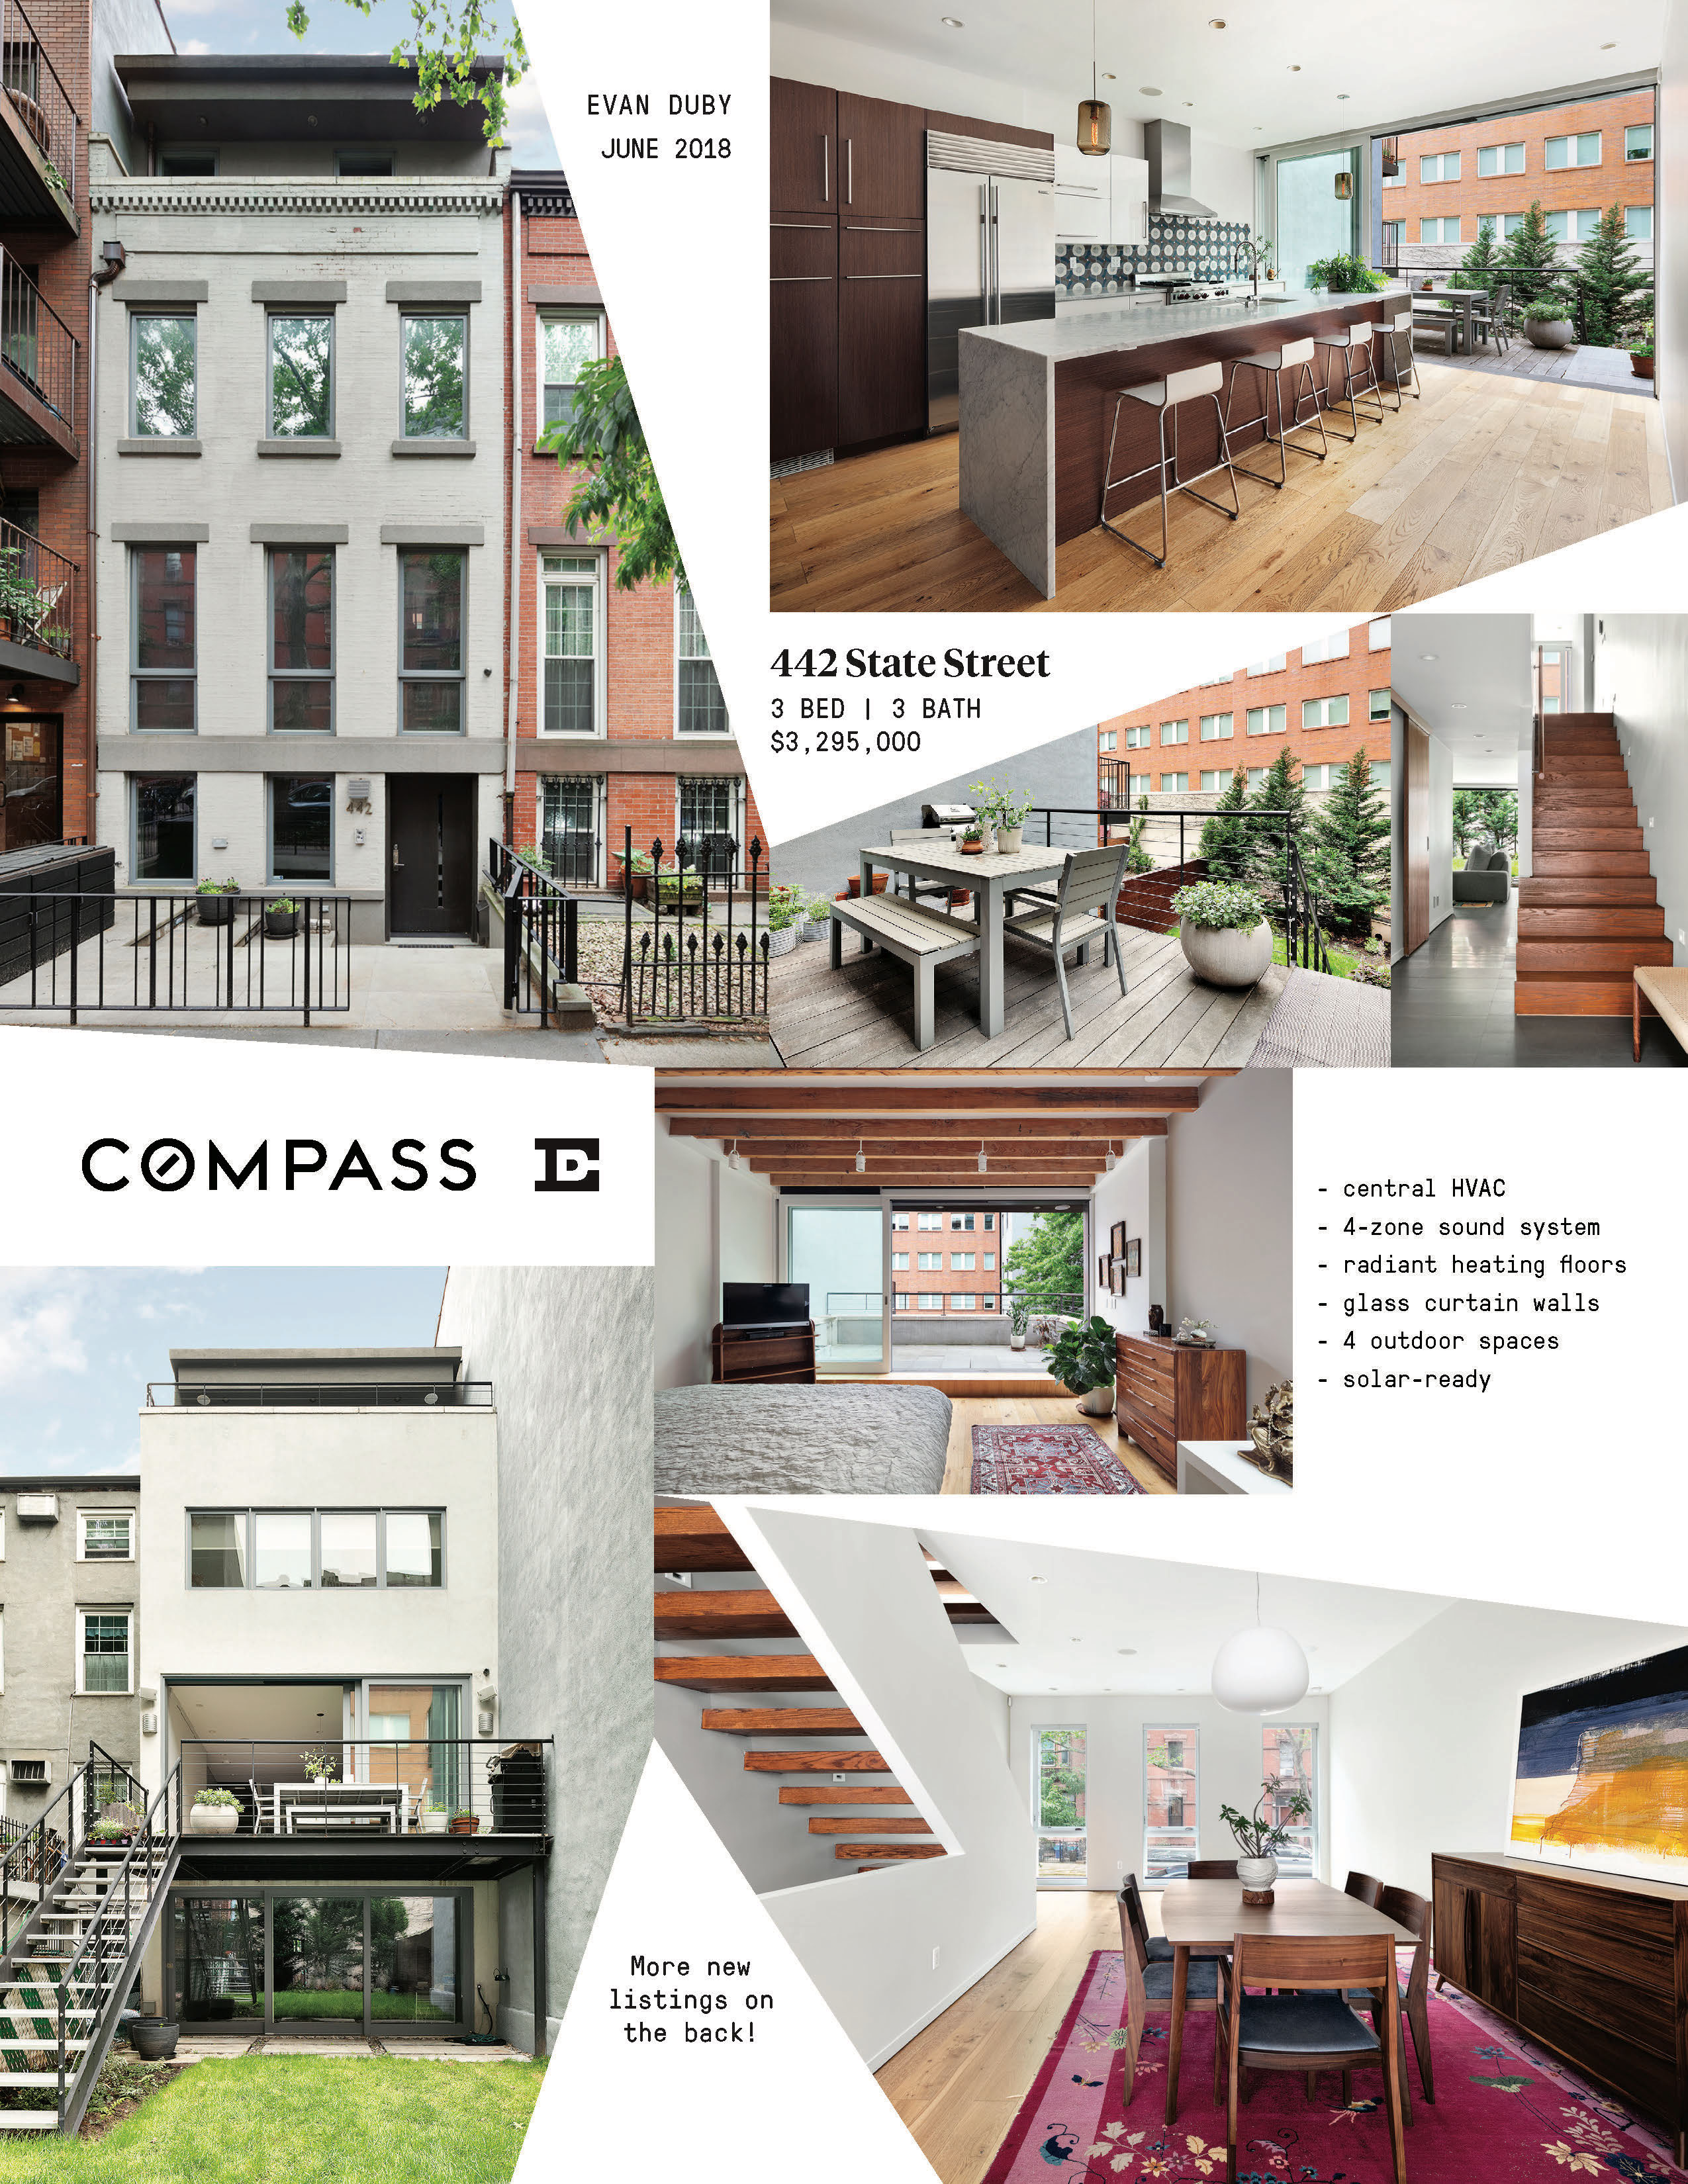 EVAN DUBY
JUNE 2018
442 State Street
3 BED | 3 BATH
$3,295,000
442
COMPASS
- central HVAC
- 4-zone sound system
- radiant heating floors
- glass curtain walls
- 4 outdoor spaces
- solar-ready
More new
listings on
the back!